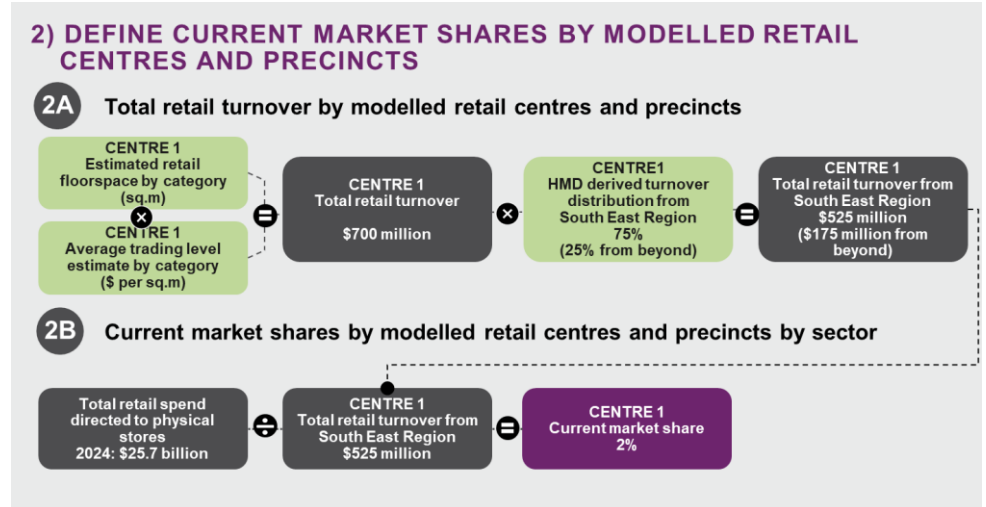 2) DEFINE CURRENT MARKET SHARES BY MODELLED RETAIL
CENTRES AND PRECINCTS
2A
Total retail turnover by modelled retail centres and precincts
CENTRE 1
Estimated retail
floorspace by category
(sq.m)
×
CENTRE 1
Average trading level
estimate by category
($ per sq.m)
=
CENTRE 1
Total retail turnover
$700 million
×
CENTRE1
HMD derived turnover
distribution from
South East Region
75%
(25% from beyond)
=
CENTRE 1
Total retail turnover from
South East Region
$525 million
($175 million from
beyond)
2B
Current market shares by modelled retail centres and precincts by sector
Total retail spend
directed to physical
stores
2024: $25.7 billion
÷
CENTRE 1
Total retail turnover from
South East Region
$525 million
=
CENTRE 1
Current market share
2%